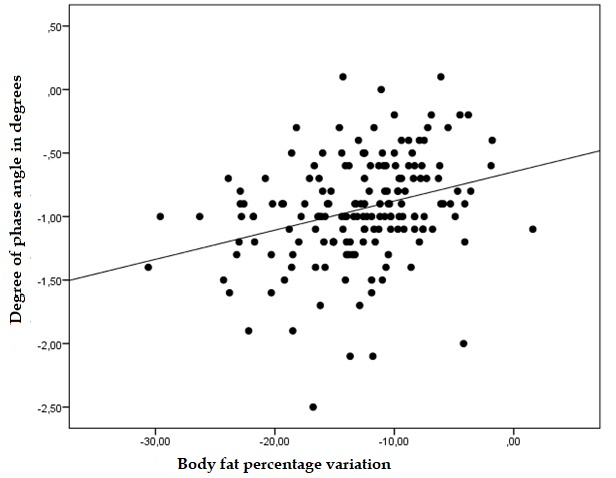 Degree of phase angle in degrees
,50
,00
-,50
-1,00
-1,50
-2,00
-2,50
-30,00 -20,00 -10,00 ,00
Body fat percentage variation